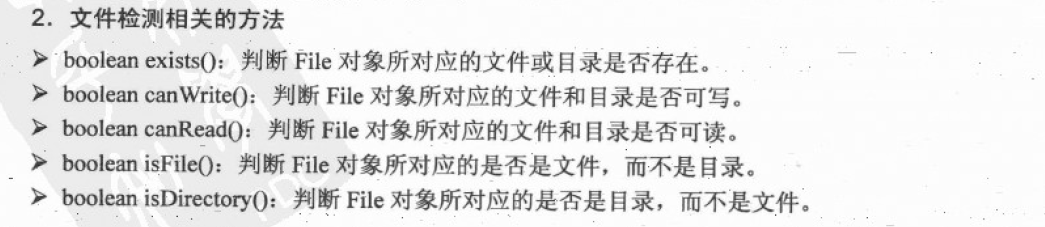 2．文件检测相关的方法
➢ boolean exists()：判断 File 对象所对应的文件或目录是否存在。
➢ boolean canWrite()：判断 File 对象所对应的文件和目录是否可写。
➢ boolean canRead()：判断 File 对象所对应的文件和目录是否可读。
➢ boolean isFile()：判断 File 对象所对应的是否是文件，而不是目录。
➢ boolean isDirectory()：判断 File 对象所对应的是否是目录，而不是文件。